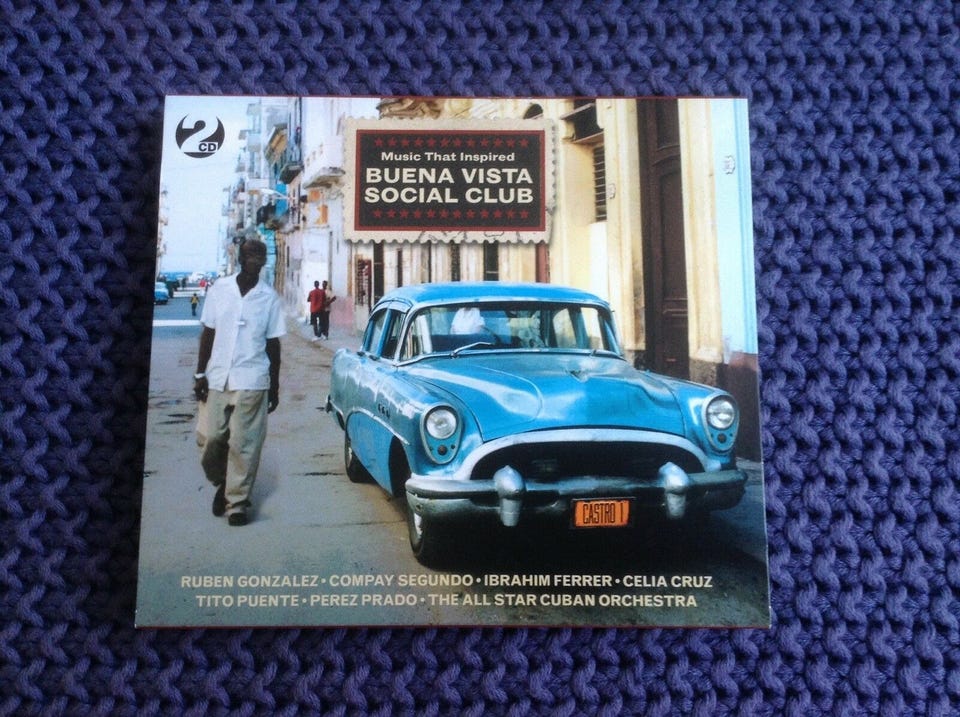 2
CD
Music That Inspired
BUENA VISTA
SOCIAL CLUB
CASTRO 1
RUBEN GONZALEZ • COMPAY SEGUNDO • IBRAHIM FERRER • CELIA CRUZ
TITO PUENTE • PEREZ PRADO • THE ALL STAR CUBAN ORCHESTRA